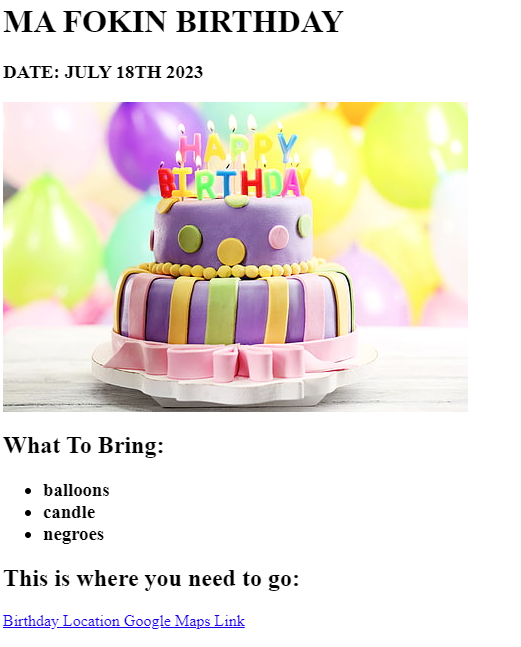 MA FOKIN BIRTHDAY
DATE: JULY 18TH 2023
HAPPY
BIRTHDAY
What To Bring:
balloons
candle
negroes
This is where you need to go:
Birthday Location Google Maps Link